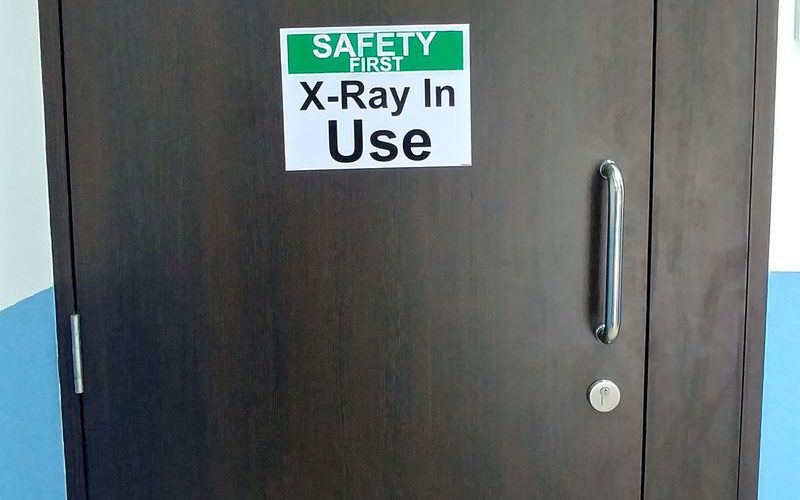 SAFETY
FIRST
X-Ray In
Use